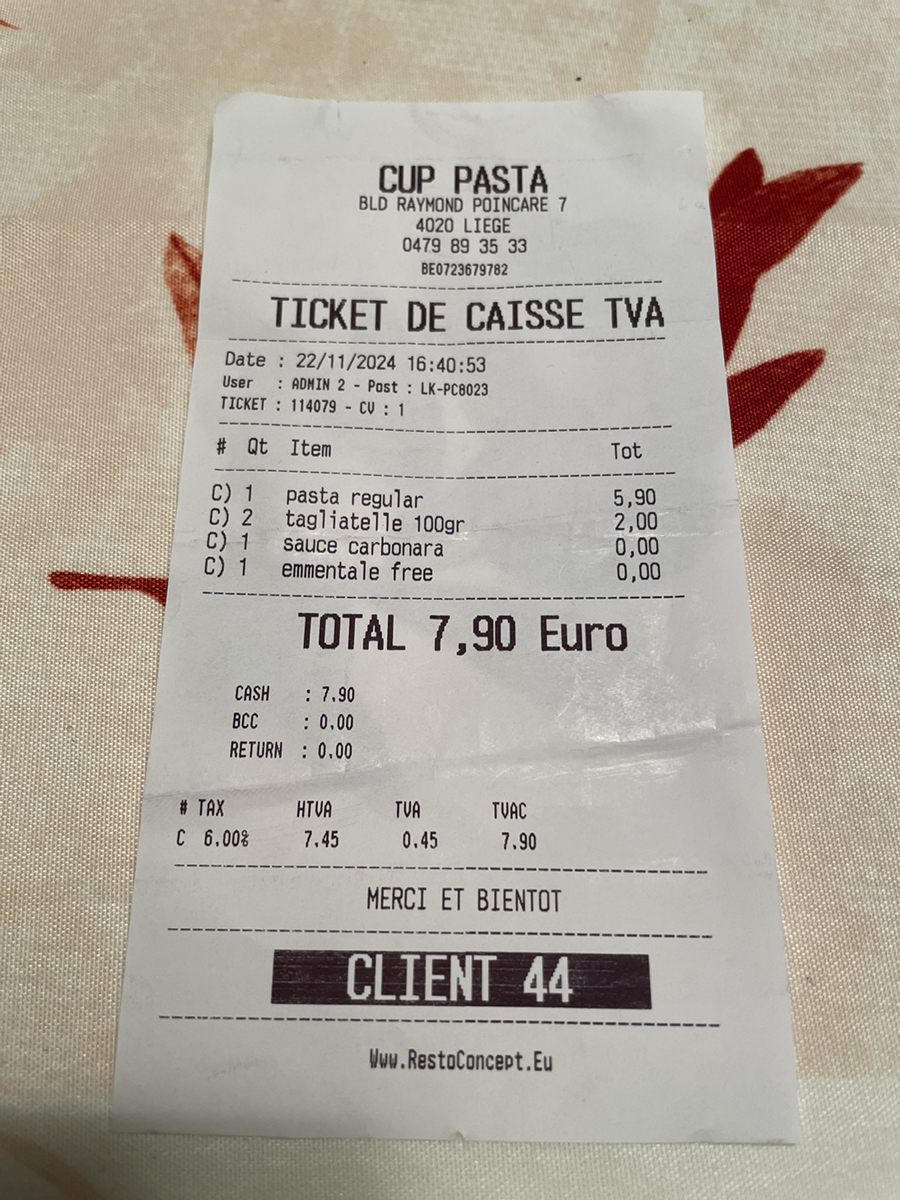 CUP PASTA
BLD RAYMOND POINCARE 7
4020 LIEGE
0479 89 35 33
BE0723679782
TICKET DE CAISSE TVA
Date : 22/11/2024 16:40:53
User : ADMIN 2 - Post : LK-PC8023
TICKET : 114079 - CV : 1
# Qt Item Tot
C) 1 pasta regular 5,90
C) 2 tagliatelle 100gr 2,00
C) 1 sauce carbonara 0,00
C) 1 emmentale free 0,00
TOTAL 7,90 Euro
CASH : 7.90
BCC : 0.00
RETURN : 0.00
# TAX HTVA TVA TVAC
C 6.00% 7.45 0.45 7.90
MERCI ET BIENTOT
CLIENT 44
Www.RestoConcept.Eu